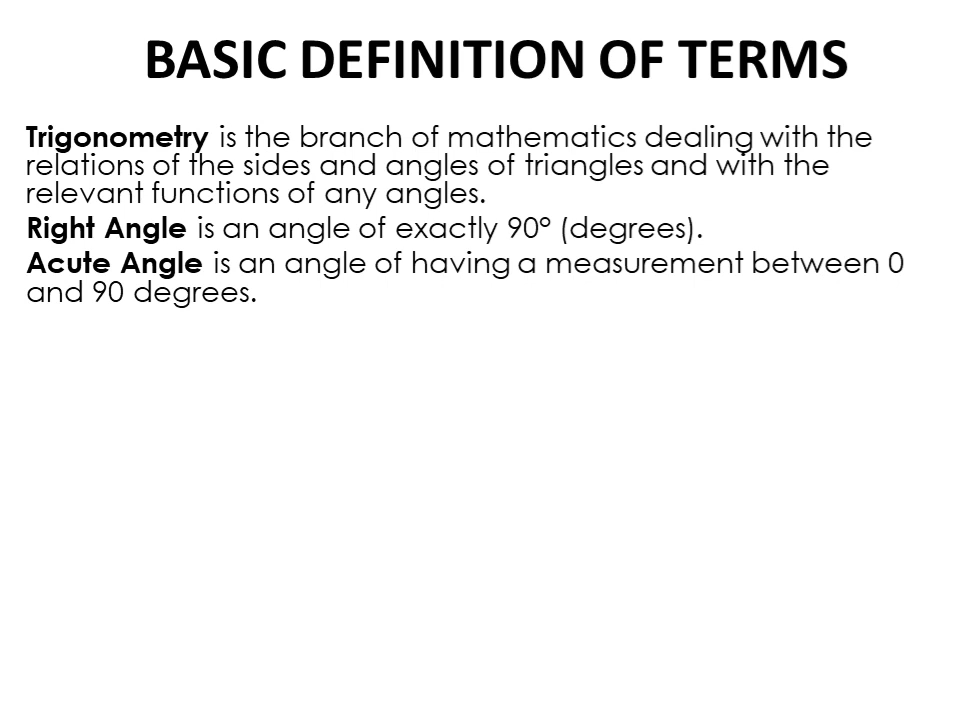 BASIC DEFINITION OF TERMS
Trigonometry is the branch of mathematics dealing with the
relations of the sides and angles of triangles and with the
relevant functions of any angles.
Right Angle is an angle of exactly 90° (degrees).
Acute Angle is an angle of having a measurement between 0
and 90 degrees.